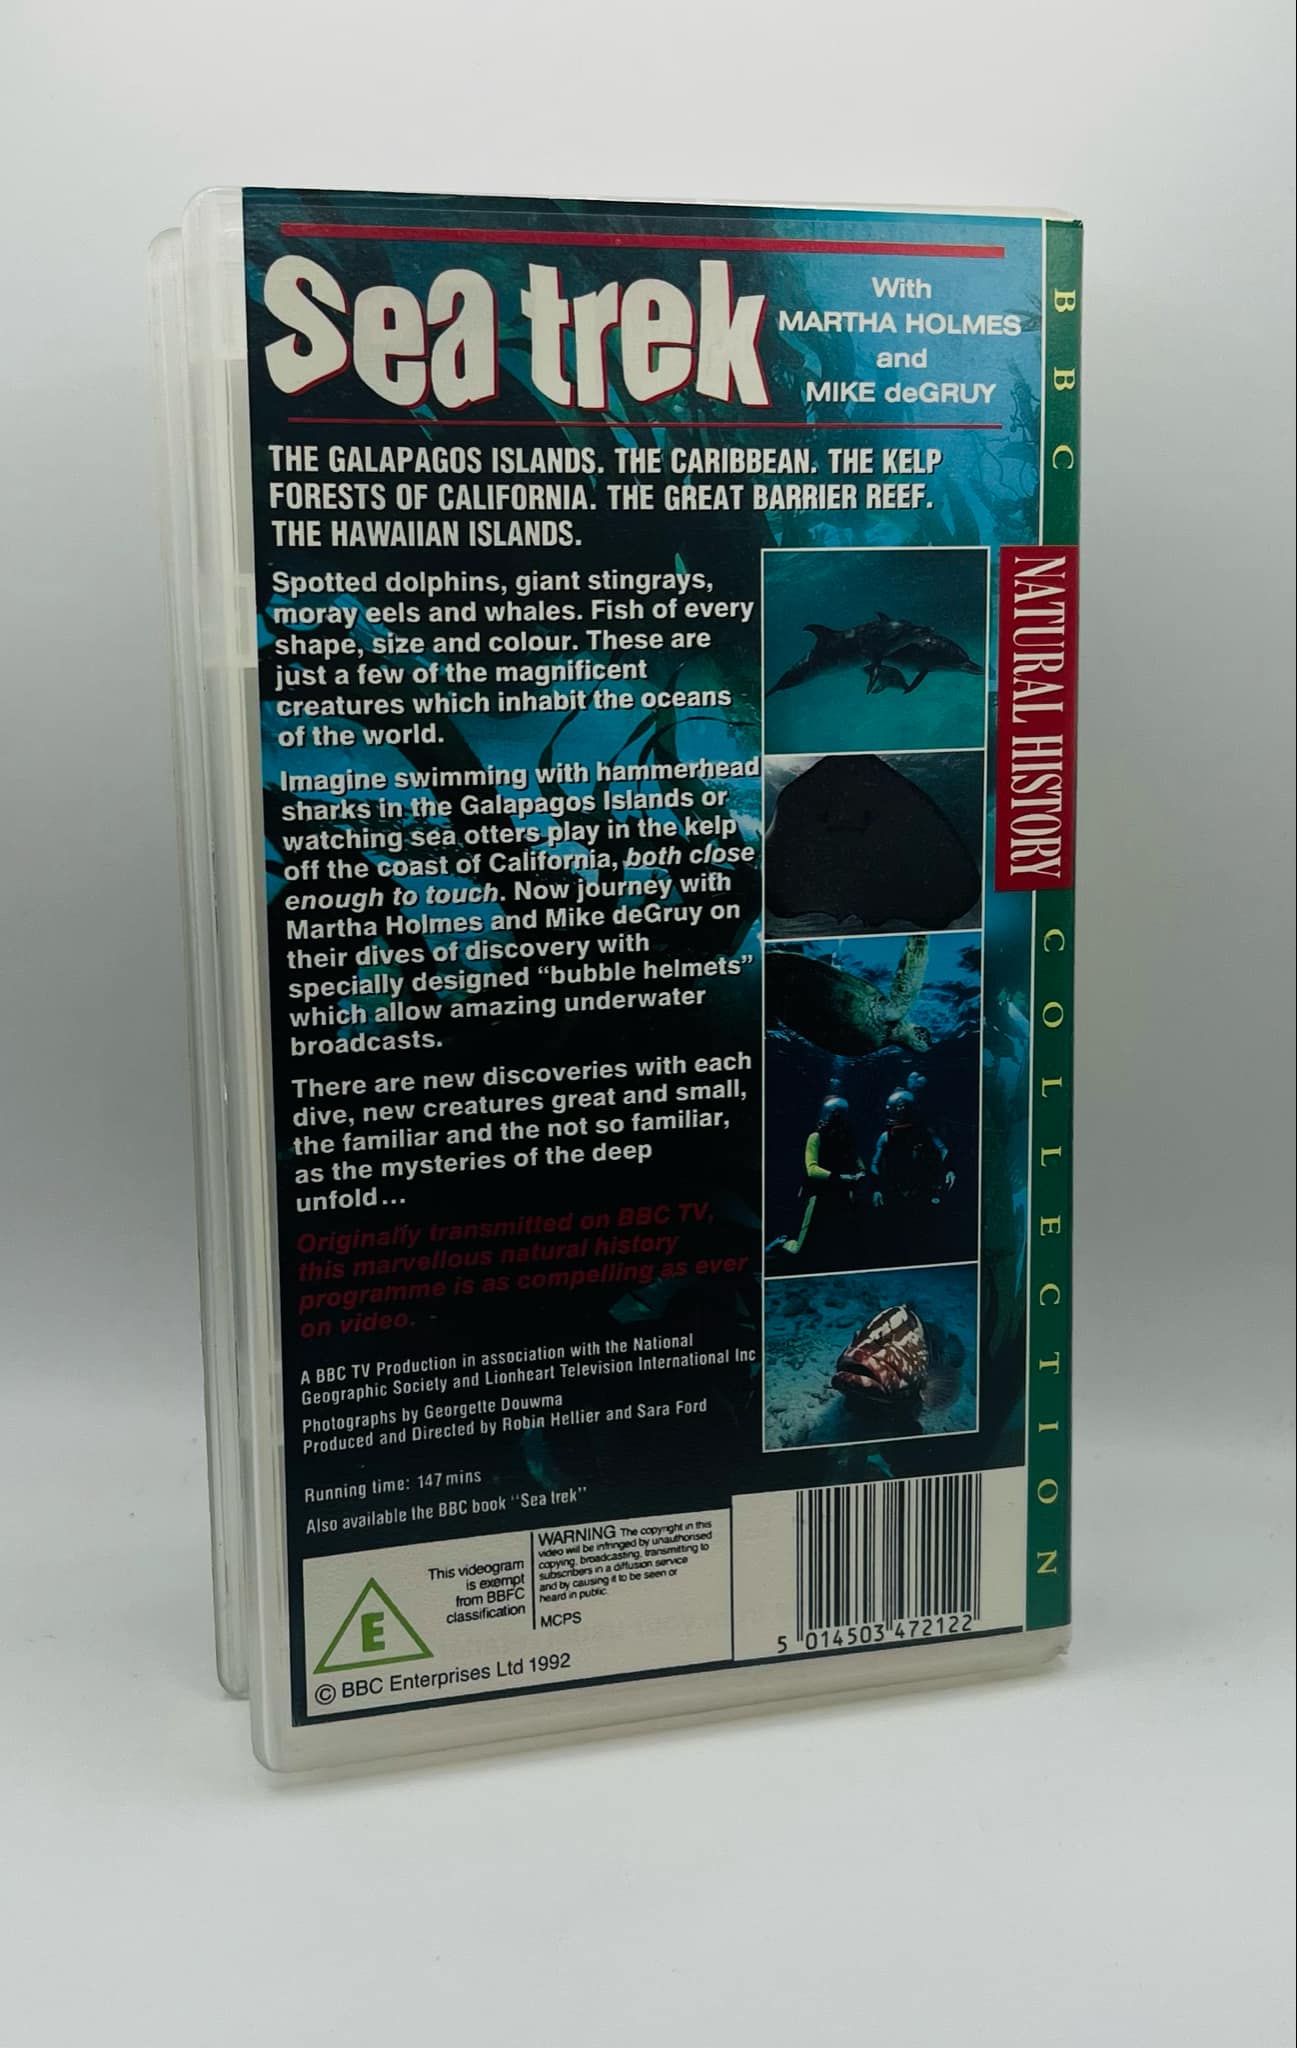 Sea trek
With
MARTHA HOLMES
and
MIKE deGRUY
THE GALAPAGOS ISLANDS. THE CARIBBEAN. THE KELP
FORESTS OF CALIFORNIA. THE GREAT BARRIER REEF.
THE HAWAIIAN ISLANDS.
Spotted dolphins, giant stingrays,
moray eels and whales. Fish of every
shape, size and colour. These are
just a few of the magnificent
creatures which inhabit the oceans
of the world.
Imagine swimming with hammerhead
sharks in the Galapagos Islands or
watching sea otters play in the kelp
off the coast of California, both close
enough to touch. Now journey with
Martha Holmes and Mike deGruy on
their dives of discovery with
specially designed “bubble helmets”
which allow amazing underwater
broadcasts.
There are new discoveries with each
dive, new creatures great and small,
the familiar and the not so familiar,
as the mysteries of the deep
unfold...
Originally transmitted on BBC TV,
this marvellous natural history
programme is as compelling as ever
on video.
A BBC TV Production in association with the National
Geographic Society and Lionheart Television International Inc
Photographs by Georgette Douwma
Produced and Directed by Robin Hellier and Sara Ford
Running time: 147 mins
Also available the BBC book "Sea trek"
E
This videogram
is exempt
from BBFC
classification
WARNING The copyright in this
video will be infringed by unauthorised
copying, broadcasting, transmitting to
subscribers in a diffusion service
and by causing it to be seen or
heard in public.
MCPS
© BBC Enterprises Ltd 1992
5 014503 472122
BBC
NATURAL HISTORY
COLLECTION